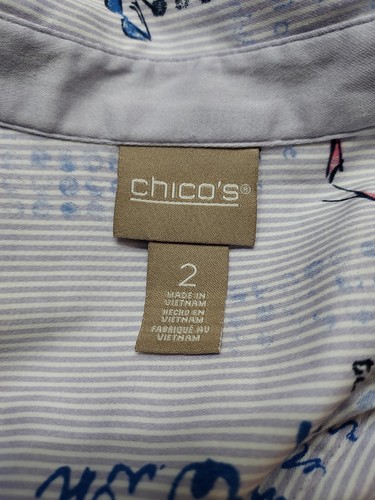 chico's®
2
MADE IN
VIETNAM
HECHO EN
VIETNAM
FABRIQUÉ AU
VIETNAM